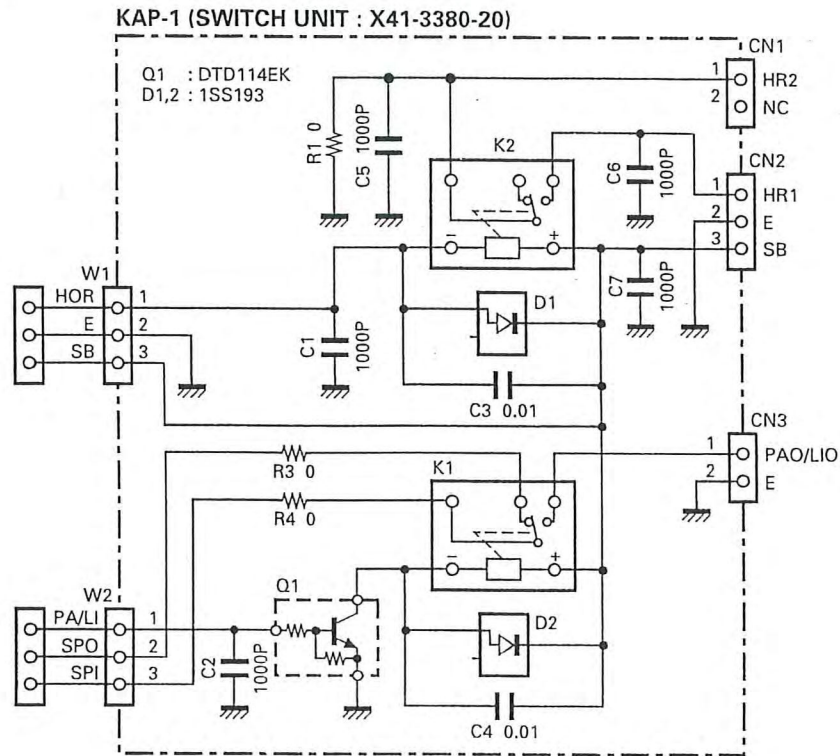 KAP-1 (SWITCH UNIT : X41-3380-20)
Q1 : DTD114EK
D1,2 : 1SS193
CN1
1 HR2
2 NC
R1 0
C5 1000P
K2
C6 1000P
CN2
1 HR1
2 E
3 SB
- +
C7 1000P
W1
HOR 1
E 2
SB 3
C1 1000P
D1
C3 0.01
CN3
1 PAO/LIO
2 E
R3 0
R4 0
K1
- +
W2
PA/LI 1
SPO 2
SPI 3
C2 1000P
Q1
D2
C4 0.01